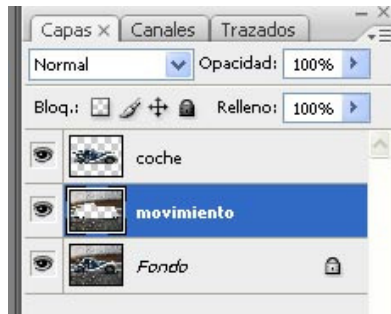 Capas × Canales Trazados
Normal Opacidad: 100%
Bloq.: Relleno: 100%
coche
movimiento
Fondo